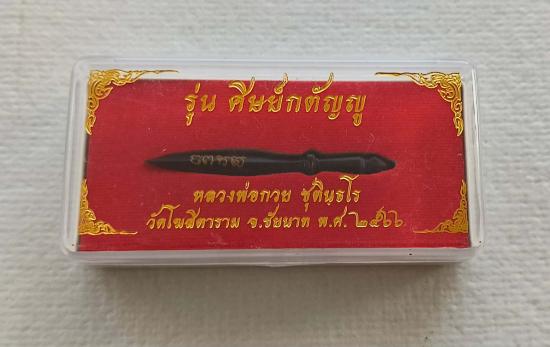 รุ่น ศิษย์กตัญญู
หลวงพ่อกวย ชุตินฺธโร
วัดโฆสิตาราม จ.ชัยนาท พ.ศ. ๒๕๖๖